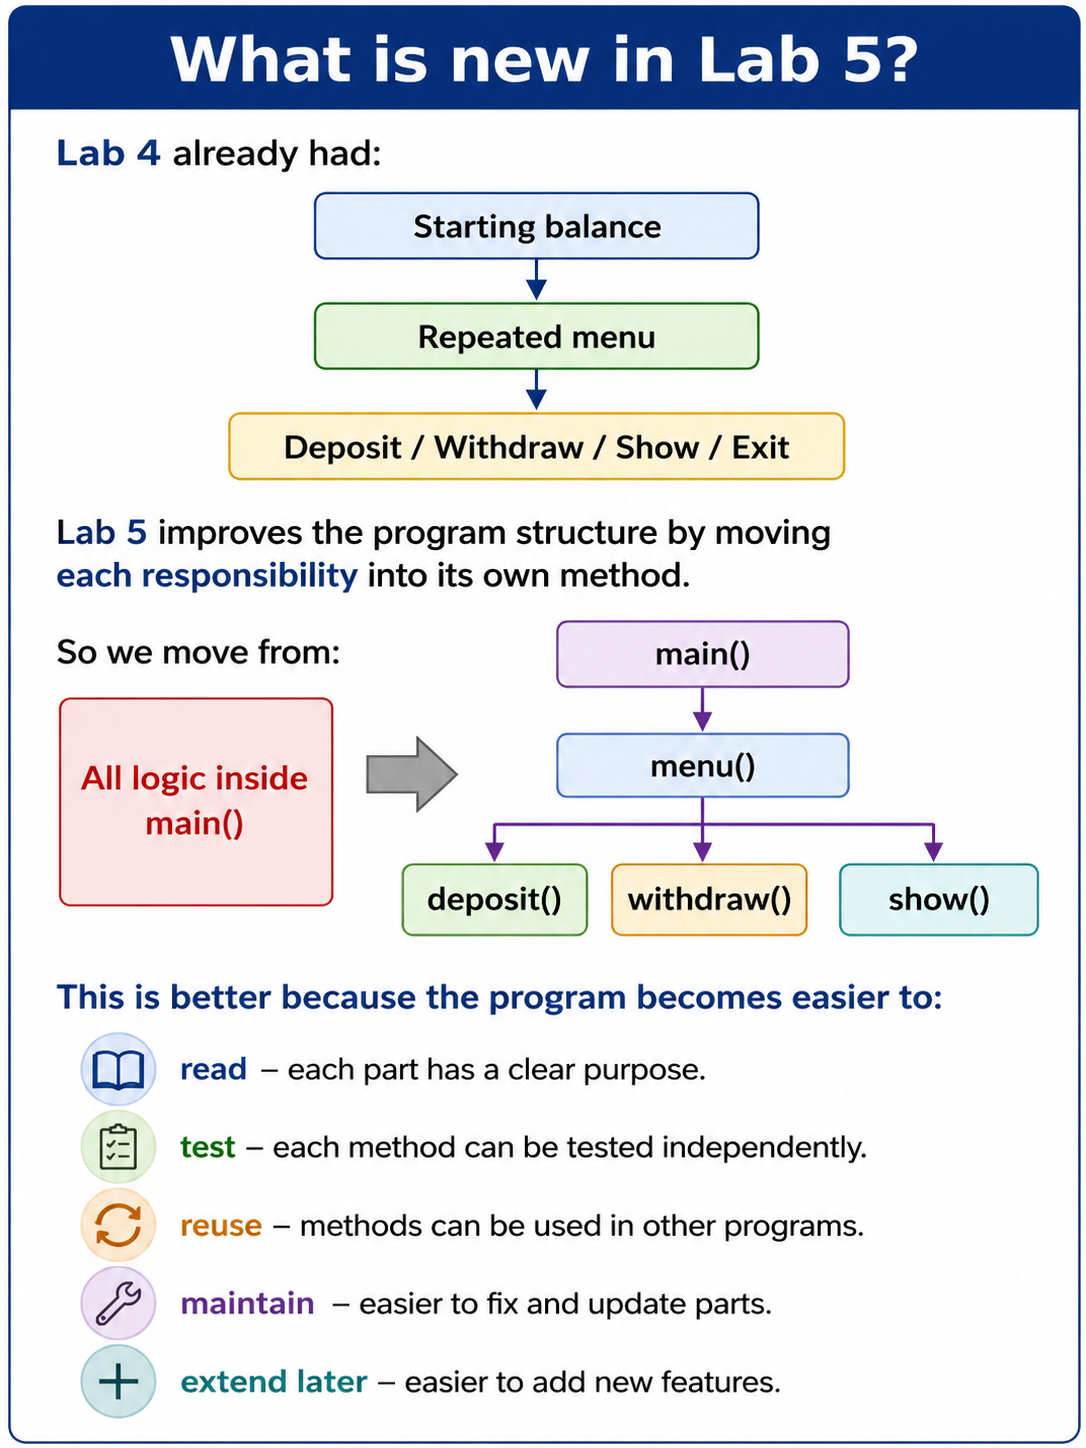 What is new in Lab 5?
Lab 4 already had:
Starting balance
Repeated menu
Deposit / Withdraw / Show / Exit
Lab 5 improves the program structure by moving
each responsibility into its own method.
So we move from:
All logic inside
main()
main()
menu()
deposit()
withdraw()
show()
This is better because the program becomes easier to:
read – each part has a clear purpose.
test – each method can be tested independently.
reuse – methods can be used in other programs.
maintain – easier to fix and update parts.
extend later – easier to add new features.